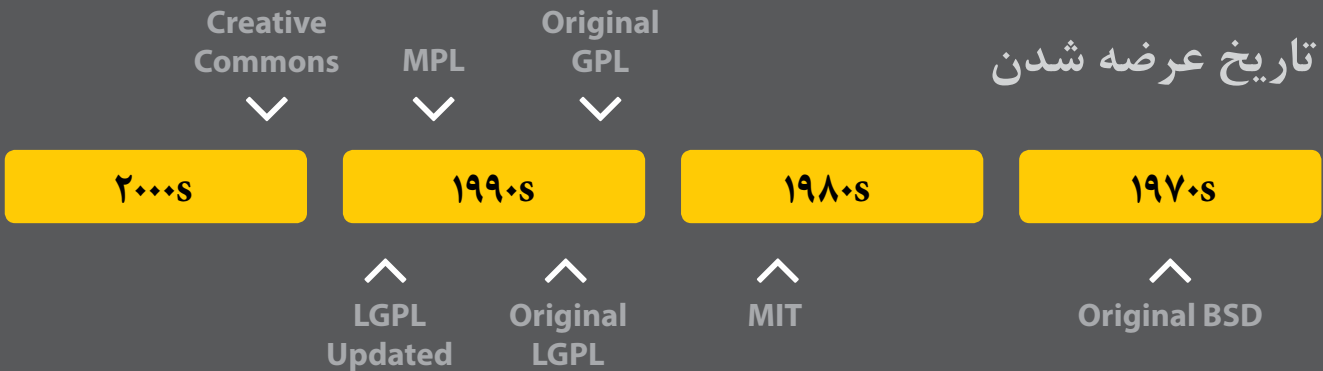 تاریخ عرضه شدن
Original
GPL
MPL
Creative
Commons
۱۹۷۰s
۱۹۸۰s
۱۹۹۰s
۲۰۰۰s
Original BSD
MIT
Original
LGPL
LGPL
Updated